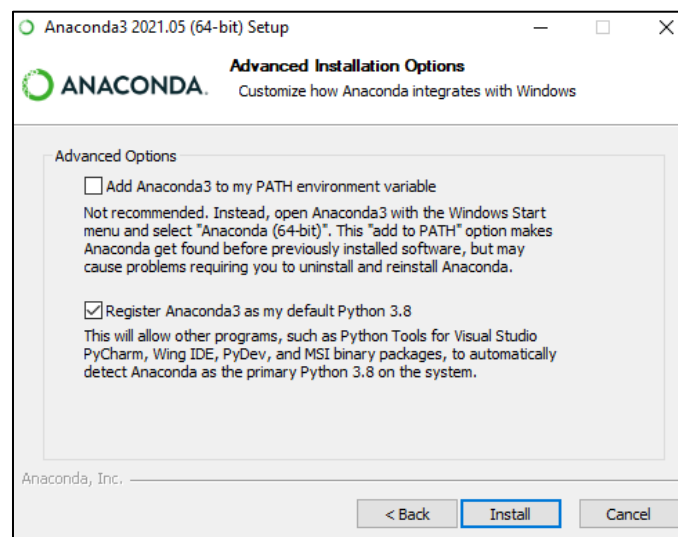 Anaconda3 2021.05 (64-bit) Setup
ANACONDA.
Advanced Installation Options
Customize how Anaconda integrates with Windows
Advanced Options
Add Anaconda3 to my PATH environment variable
Not recommended. Instead, open Anaconda3 with the Windows Start
menu and select "Anaconda (64-bit)". This "add to PATH" option makes
Anaconda get found before previously installed software, but may
cause problems requiring you to uninstall and reinstall Anaconda.
Register Anaconda3 as my default Python 3.8
This will allow other programs, such as Python Tools for Visual Studio
PyCharm, Wing IDE, PyDev, and MSI binary packages, to automatically
detect Anaconda as the primary Python 3.8 on the system.
Anaconda, Inc.
< Back Install Cancel